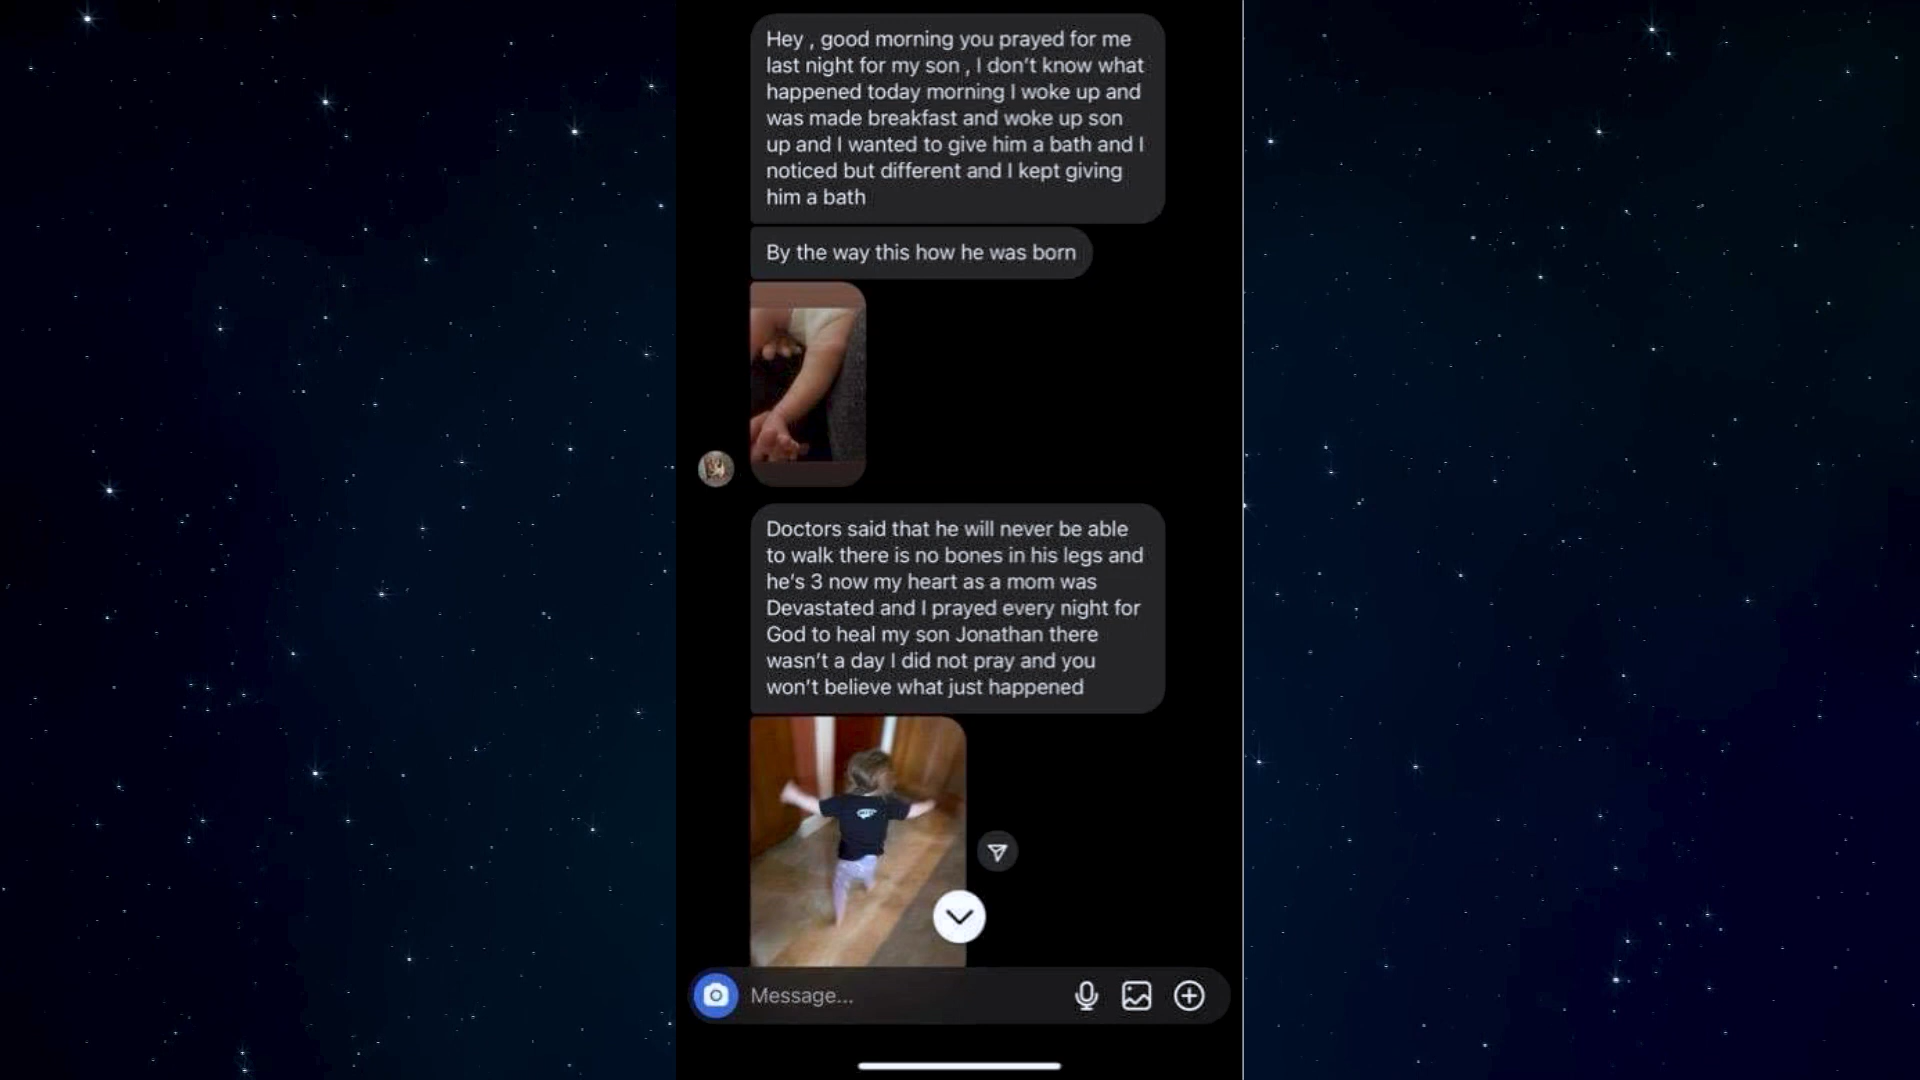 Hey , good morning you prayed for me
last night for my son , I don’t know what
happened today morning I woke up and
was made breakfast and woke up son
up and I wanted to give him a bath and I
noticed but different and I kept giving
him a bath
By the way this how he was born
Doctors said that he will never be able
to walk there is no bones in his legs and
he’s 3 now my heart as a mom was
Devastated and I prayed every night for
God to heal my son Jonathan there
wasn’t a day I did not pray and you
won’t believe what just happened
Message...